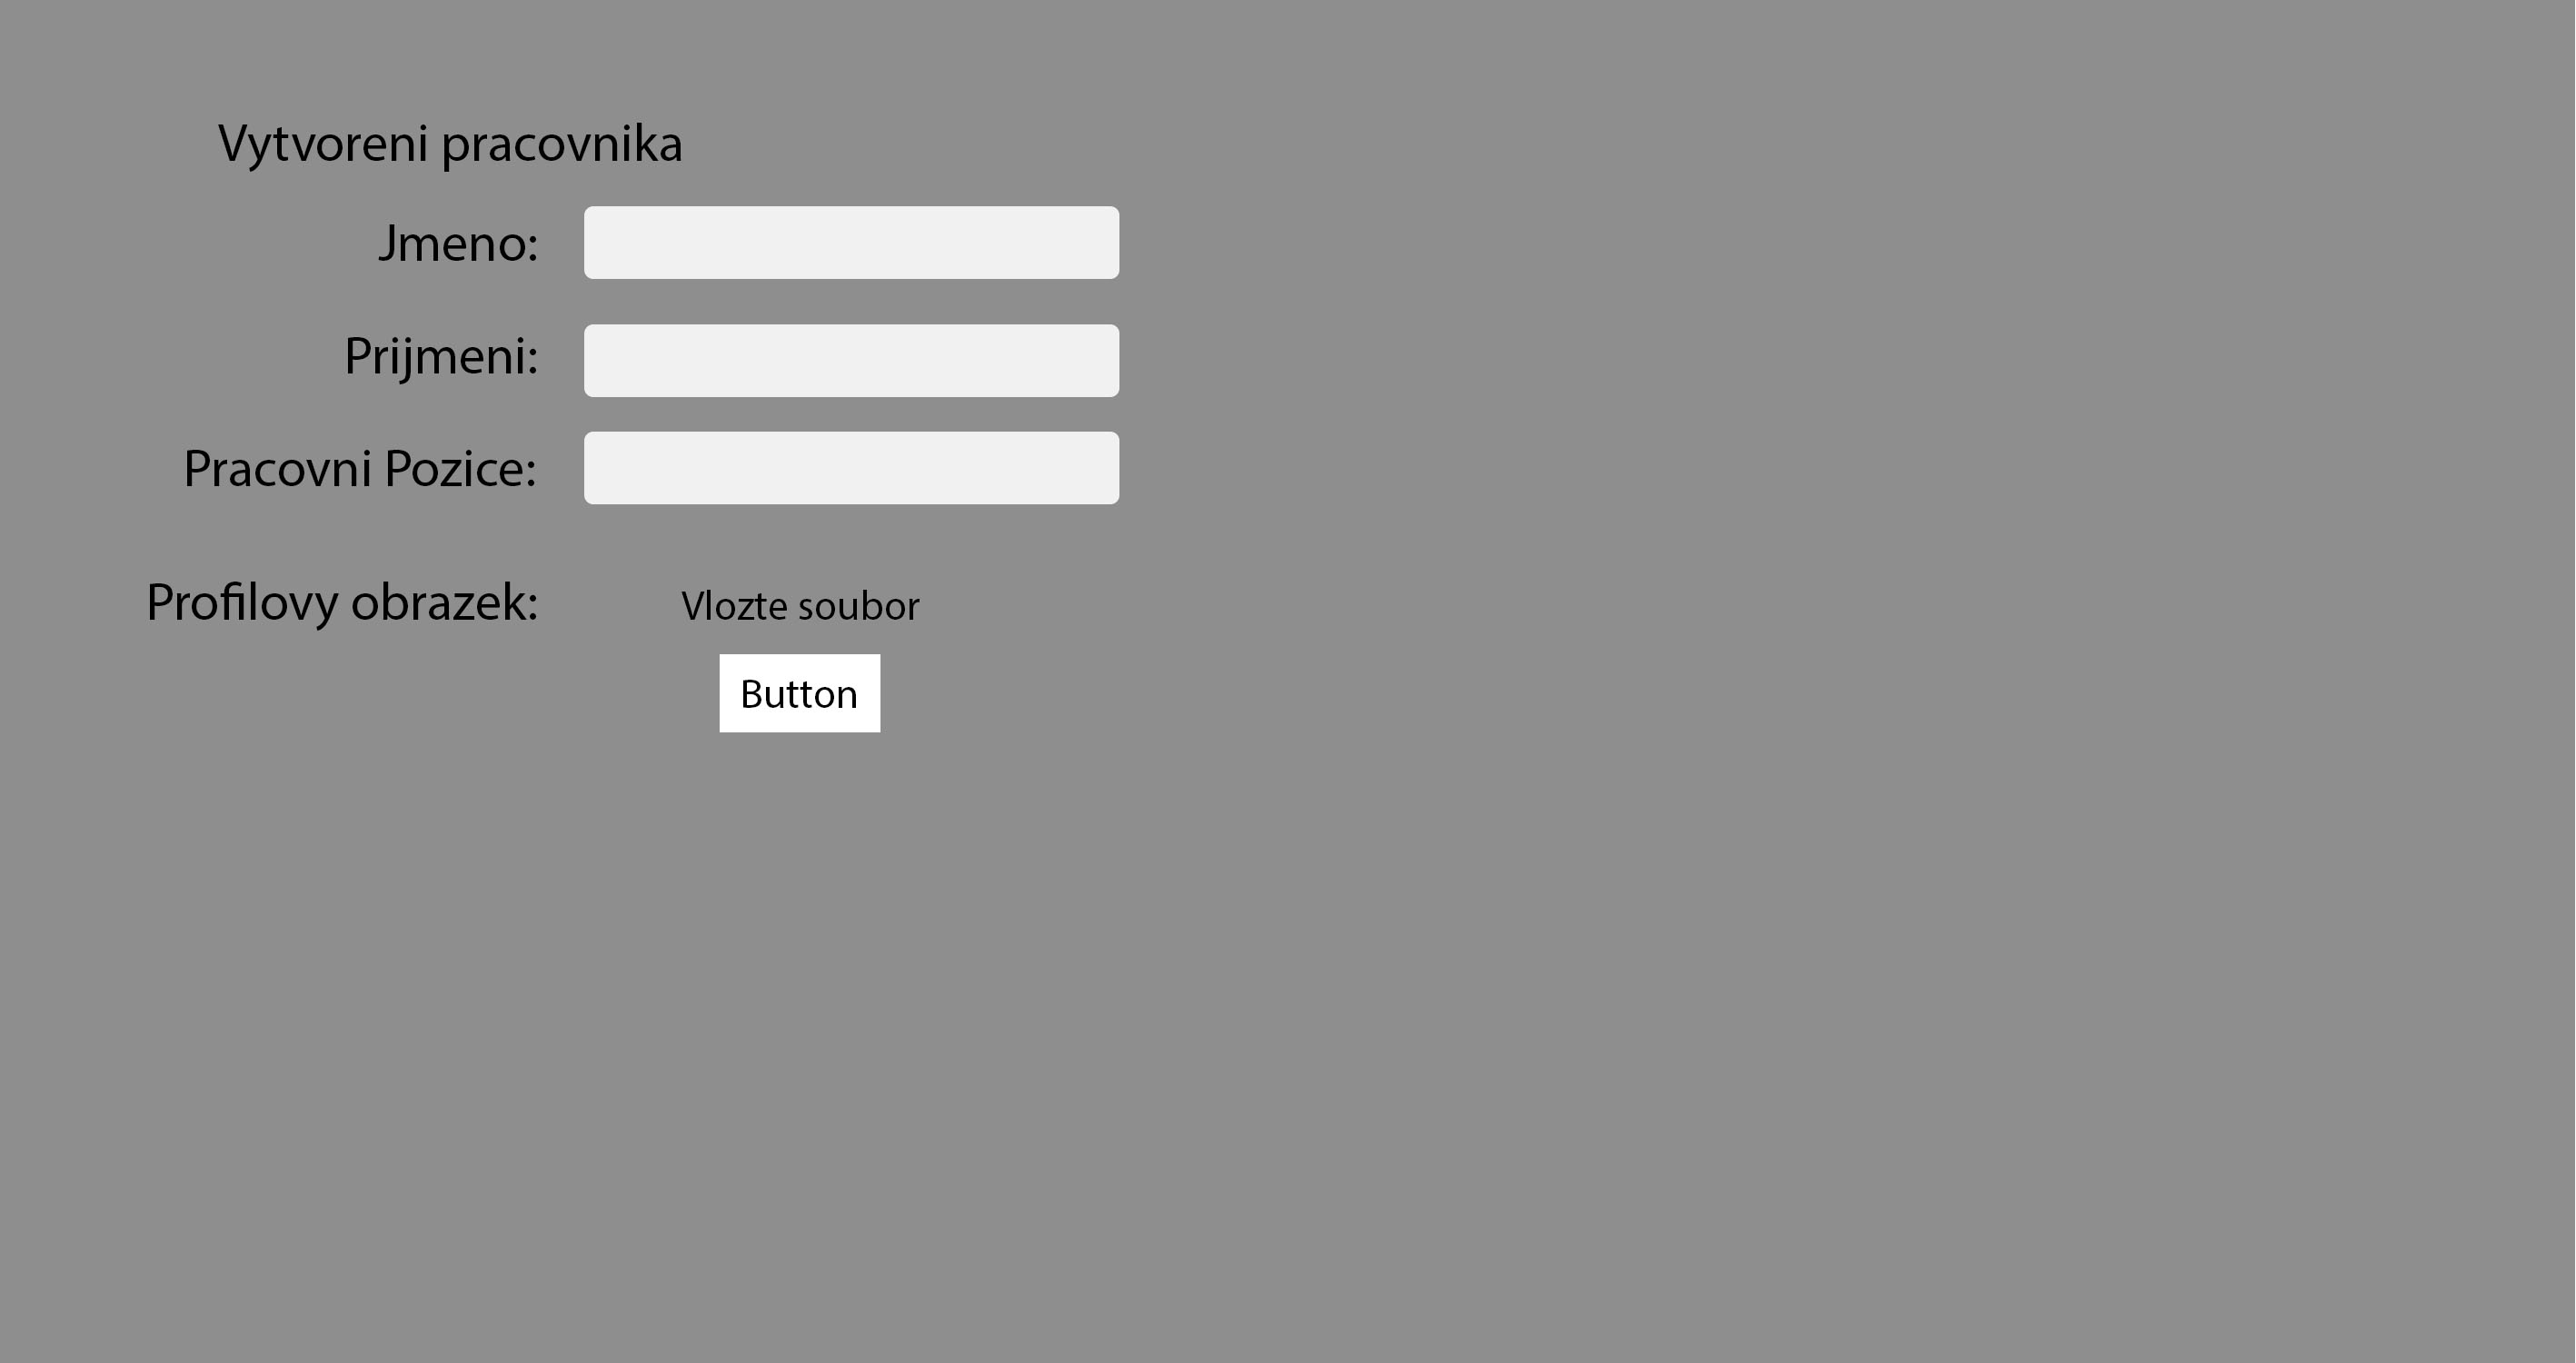 Vytvoreni pracovnika
Jmeno:
Prijmeni:
Pracovni Pozice:
Profilovy obrazek: Vlozte soubor
Button